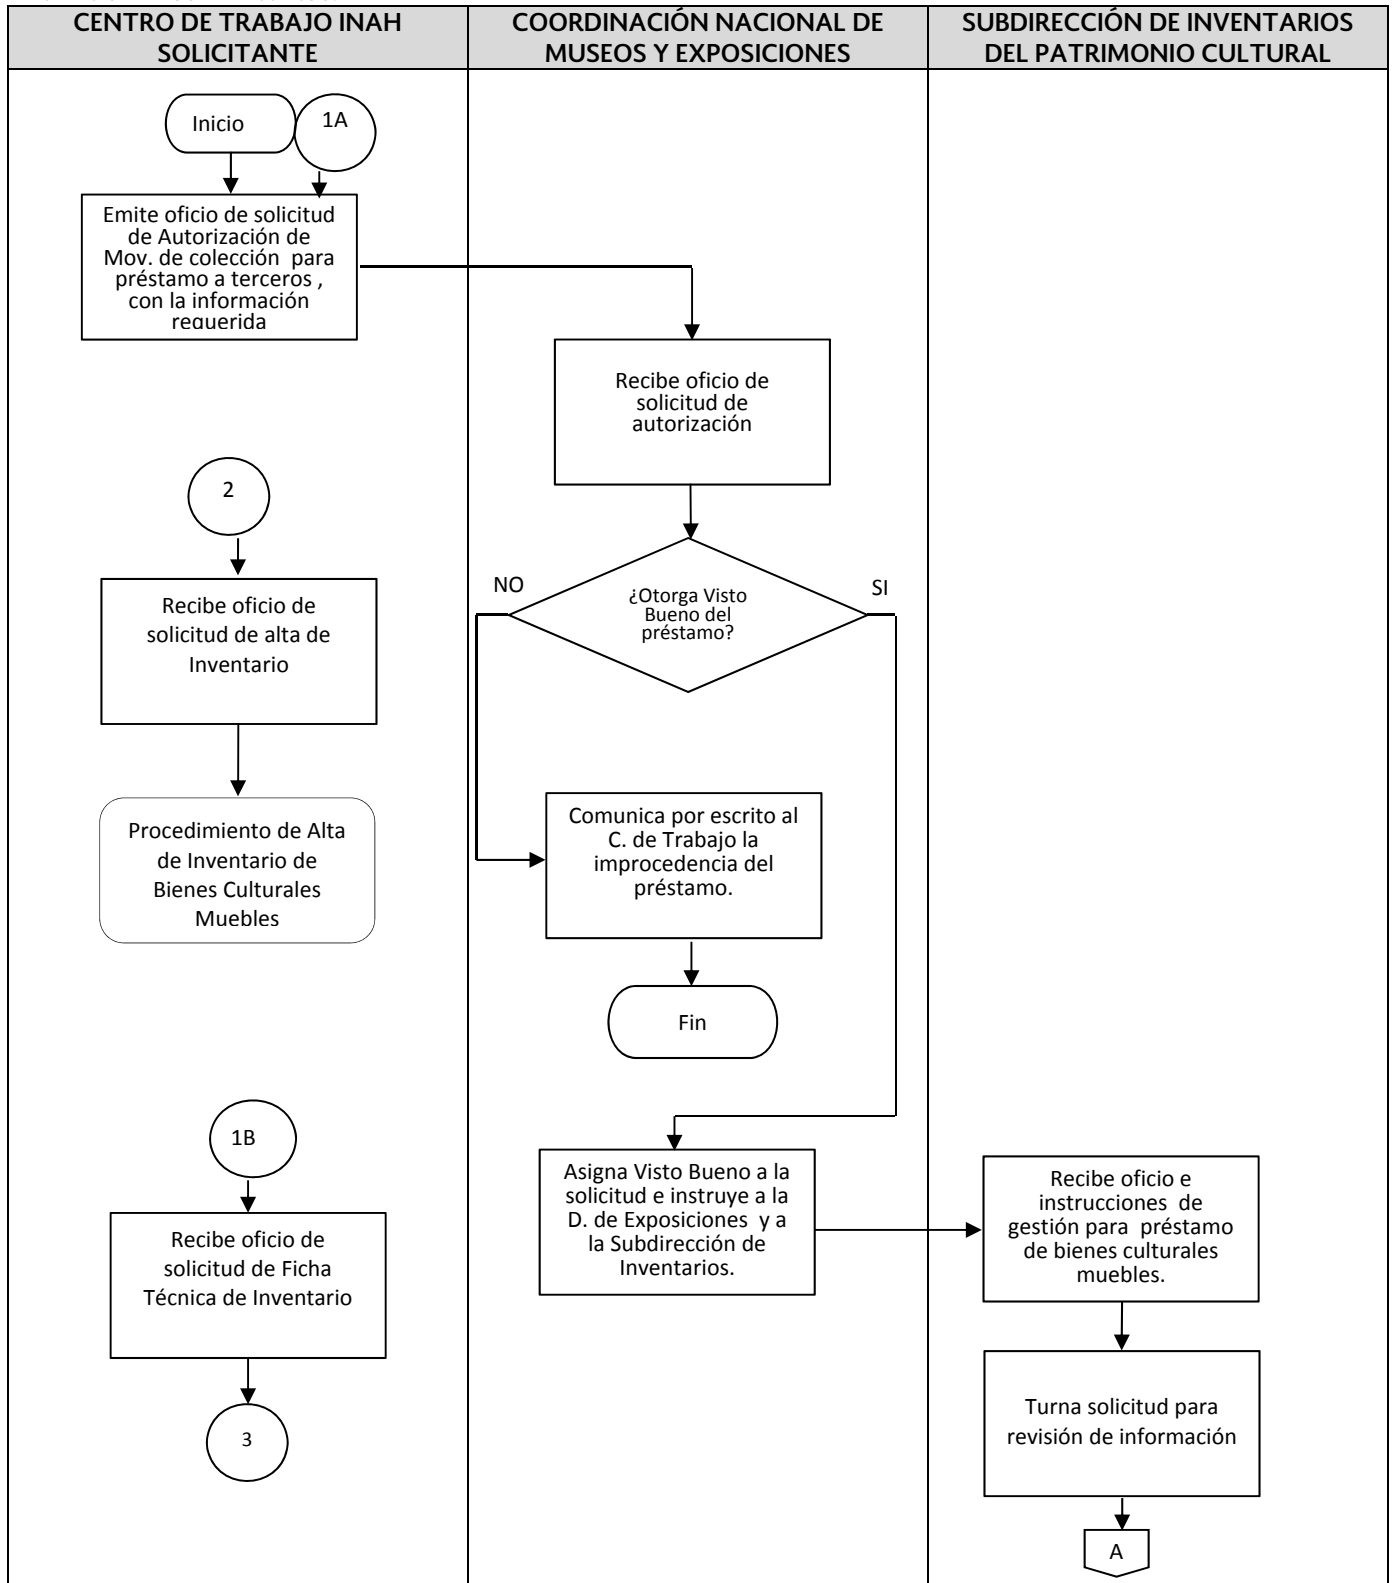 CENTRO DE TRABAJO INAH
SOLICITANTE
COORDINACIÓN NACIONAL DE
MUSEOS Y EXPOSICIONES
SUBDIRECCIÓN DE INVENTARIOS
DEL PATRIMONIO CULTURAL
Inicio
1A
Emite oficio de solicitud
de Autorización de
Mov. de colección para
préstamo a terceros ,
con la información
requerida
Recibe oficio de
solicitud de
autorización
2
Recibe oficio de
solicitud de alta de
Inventario
NO
¿Otorga Visto
Bueno del
préstamo?
SI
Procedimiento de Alta
de Inventario de
Bienes Culturales
Muebles
Comunica por escrito al
C. de Trabajo la
improcedencia del
préstamo.
Fin
1B
Recibe oficio de
solicitud de Ficha
Técnica de Inventario
3
Asigna Visto Bueno a la
solicitud e instruye a la
D. de Exposiciones y a
la Subdirección de
Inventarios.
Recibe oficio e
instrucciones de
gestión para préstamo
de bienes culturales
muebles.
Turna solicitud para
revisión de información
A